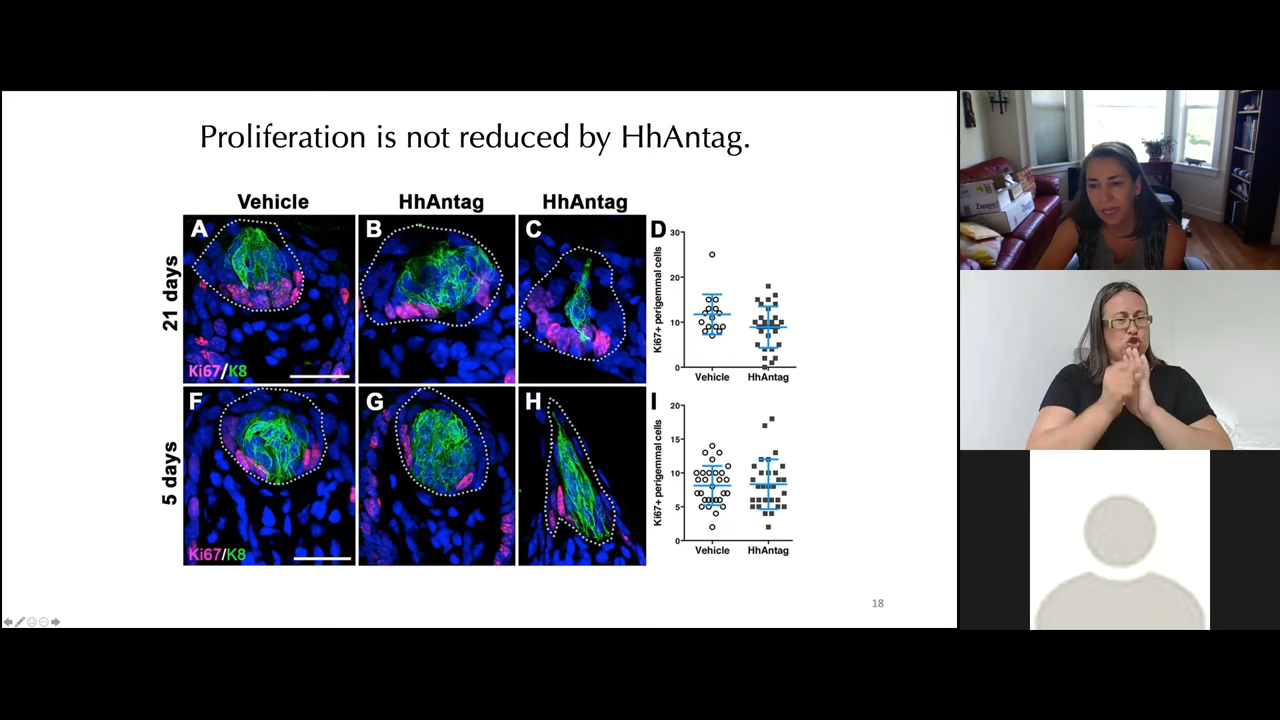 Proliferation is not reduced by HhAntag.
Vehicle
HhAntag
HhAntag
21 days
A
B
C
Ki67/K8
D
Ki67+ perigemmal cells
30
20
10
0
Vehicle
HhAntag
5 days
F
G
H
Ki67/K8
I
Ki67+ perigemmal cells
20
15
10
5
0
Vehicle
HhAntag
18